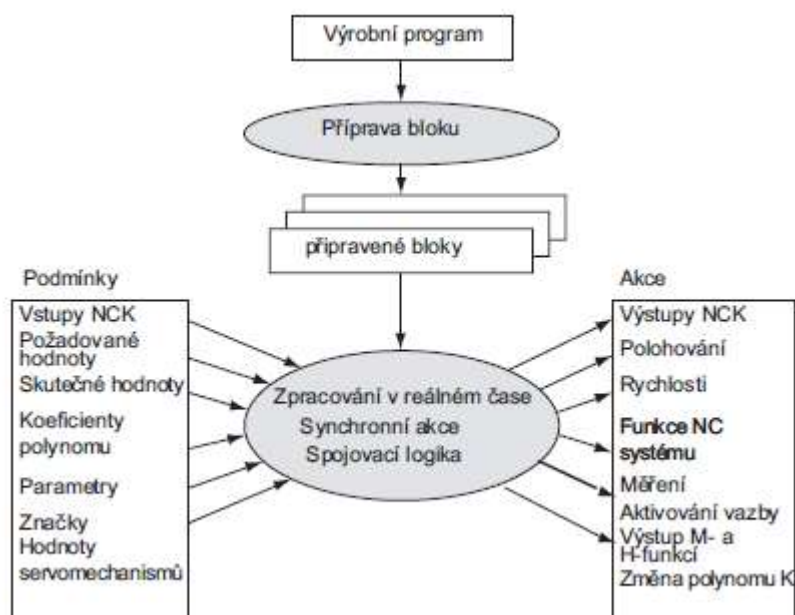 Výrobní program
Příprava bloku
připravené bloky
Podmínky
Vstupy NCK
Požadované
hodnoty
Skutečné hodnoty
Koeficienty
polynomu
Parametry
Značky
Hodnoty
servomechanismů
Zpracování v reálném čase
Synchronní akce
Spojovací logika
Akce
Výstupy NCK
Polohování
Rychlosti
Funkce NC
systému
Měření
Aktivování vazby
Výstup M- a
H-funkcí
Změna polynomu K